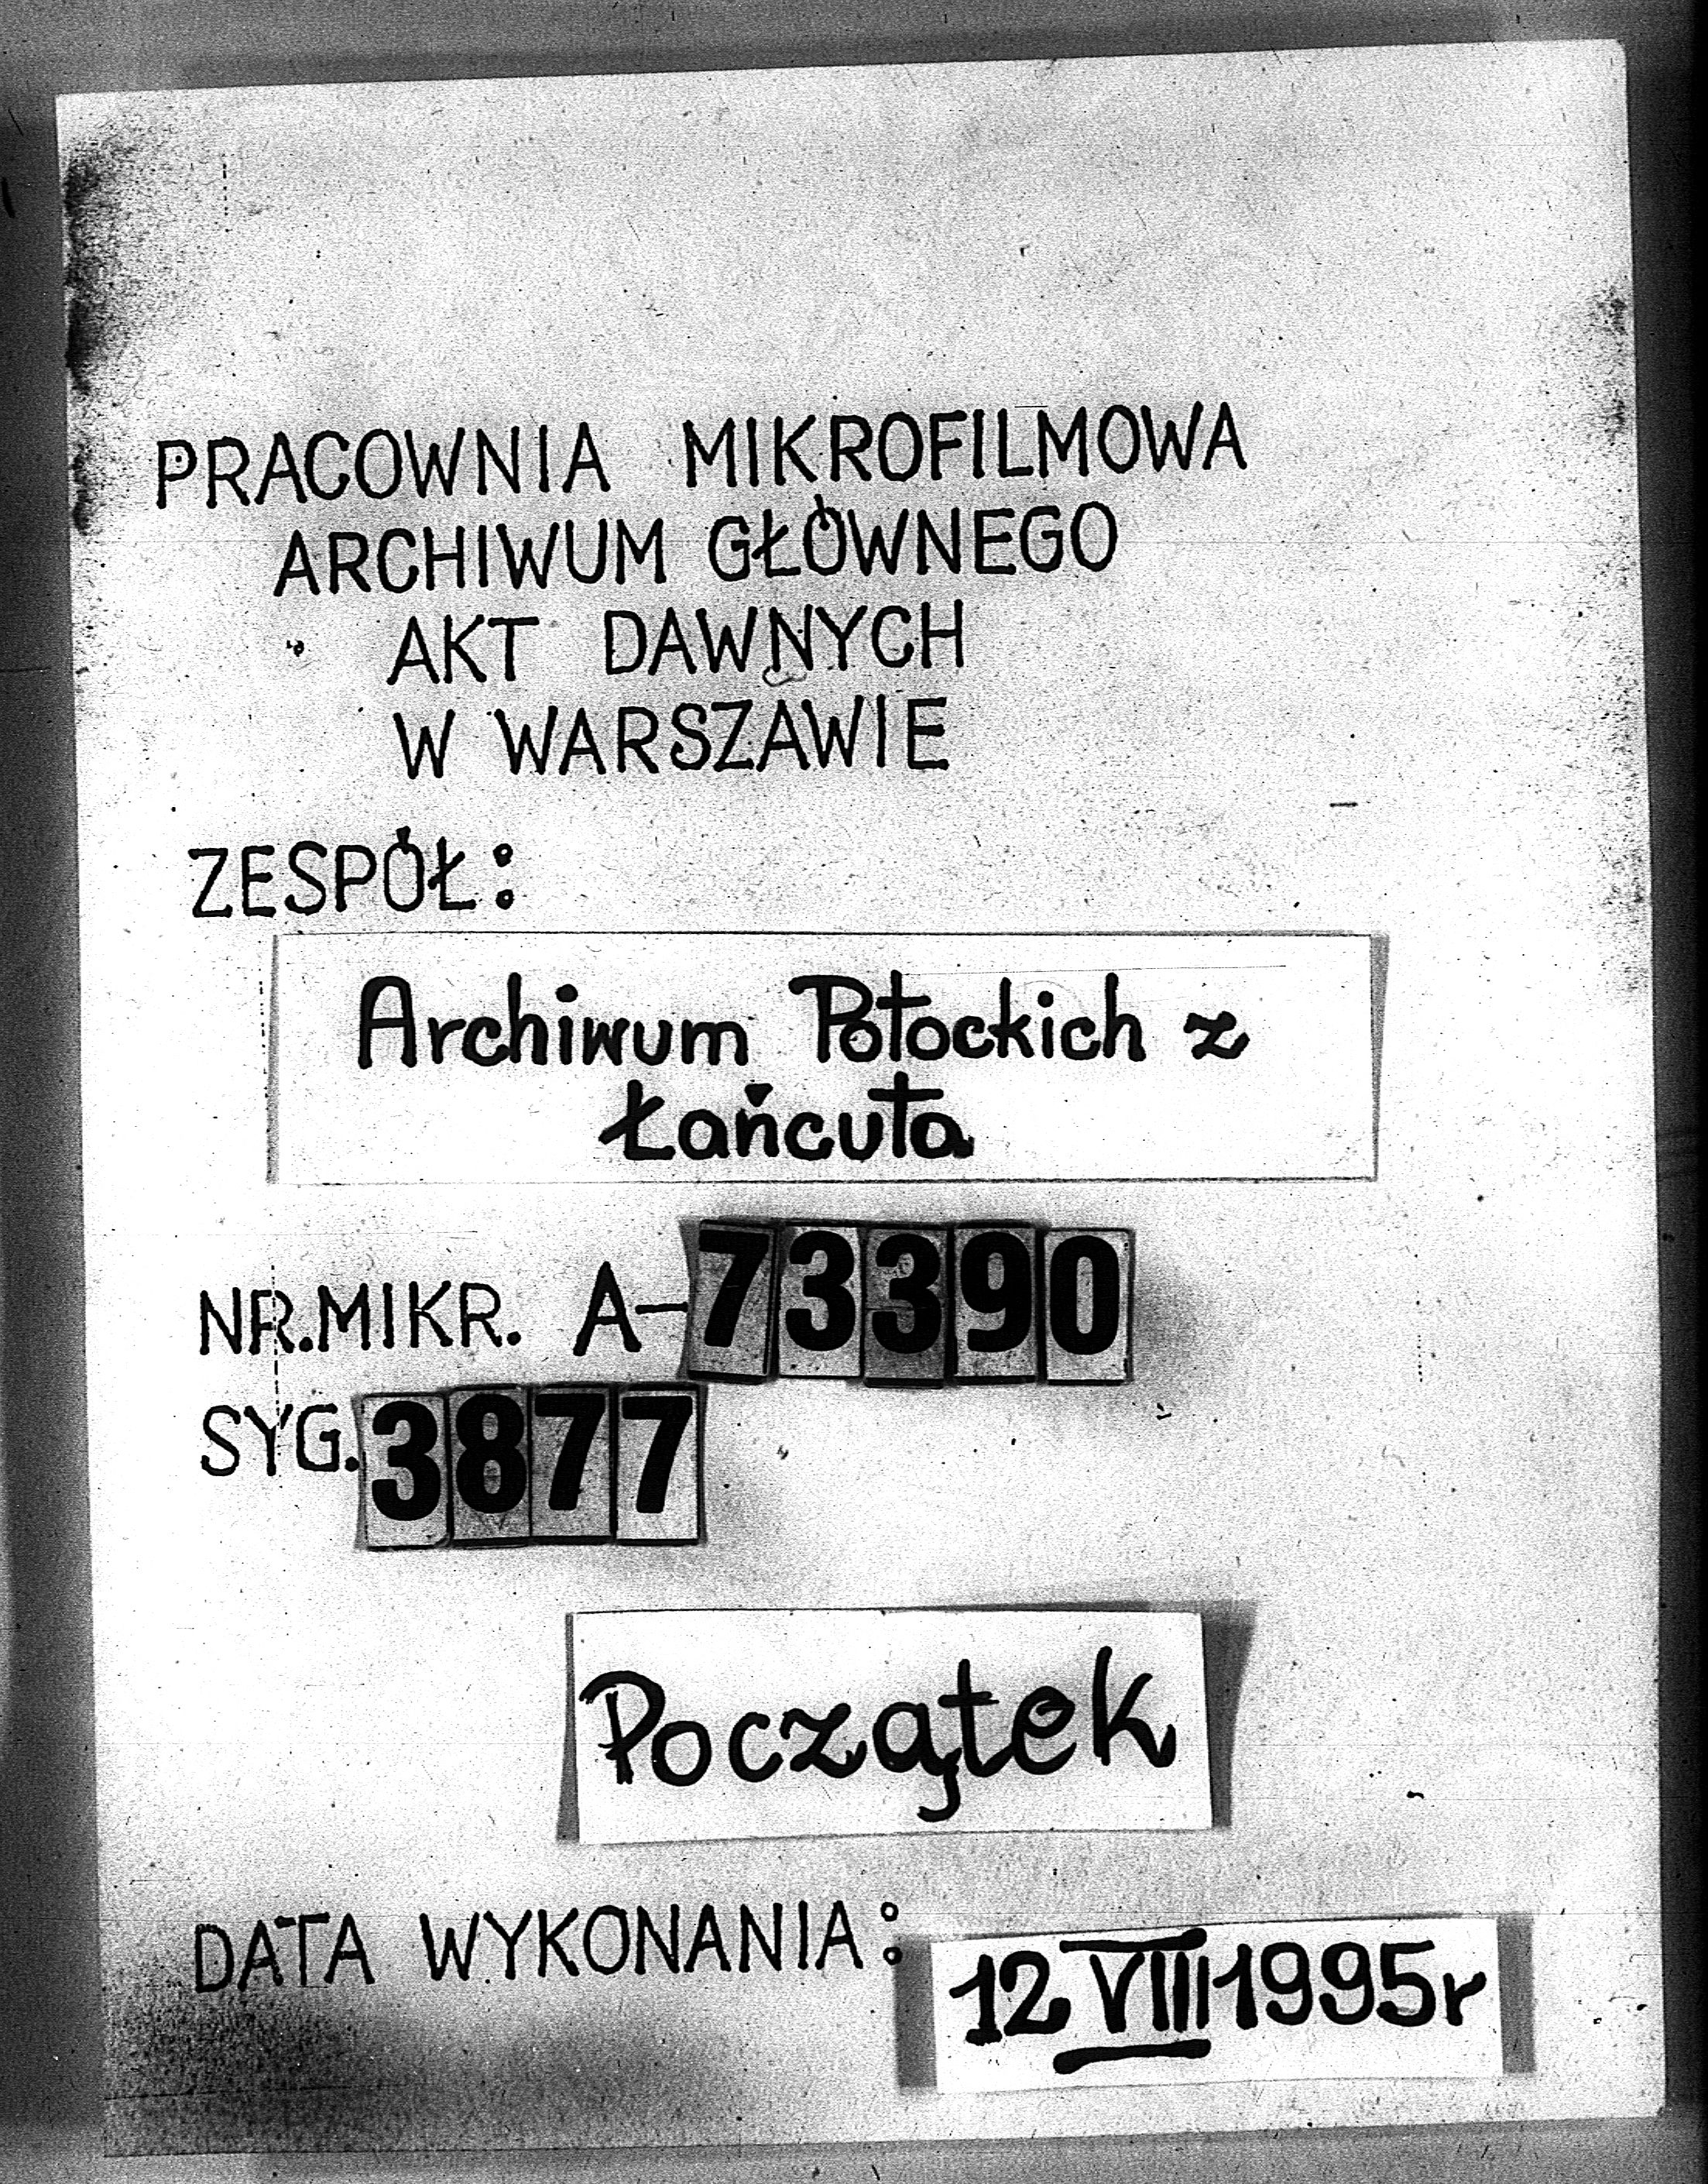 PRACOWNIA MIKROFILMOWA
ARCHIWUM GŁÓWNEGO
AKT DAWNYCH
W WARSZAWIE
ZESPÓŁ:
Archiwum Potockich z
Łańcuta
NR.MIKR. A-73390
SYG. 3877
Początek
DATA WYKONANIA: 12 VIII 1995r